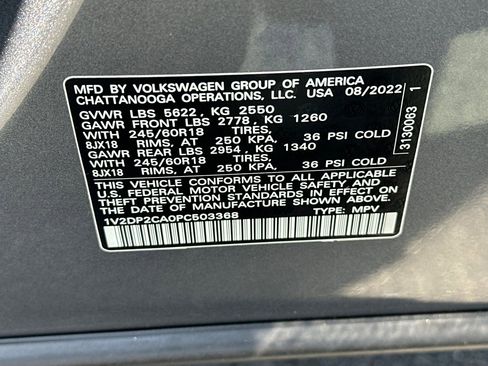 MFD BY VOLKSWAGEN GROUP OF AMERICA
CHATTANOOGA OPERATIONS, LLC. USA 08/2022
GVWR LBS 5622, KG 2550
GAWR FRONT LBS 2778, KG 1260
WITH 245/60R18 TIRES,
8JX18 RIMS, AT 250 KPA. 36 PSI COLD
GAWR REAR LBS 2954, KG 1340
WITH 245/60R18 TIRES,
8JX18 RIMS, AT 250 KPA. 36 PSI COLD
THIS VEHICLE CONFORMS TO ALL APPLICABLE
U.S. FEDERAL MOTOR VEHICLE SAFETY AND
THEFT PREVENTION STANDARDS IN EFFECT ON
THE DATE OF MANUFACTURE SHOWN ABOVE.
1V2DP2CA0PC503368 TYPE: MPV
3130063 1